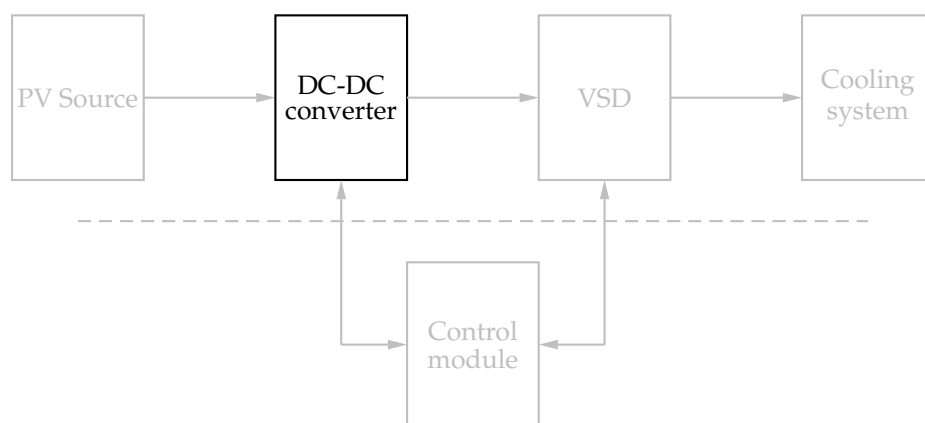 PV Source
DC-DC
converter
VSD
Cooling
system
Control
module